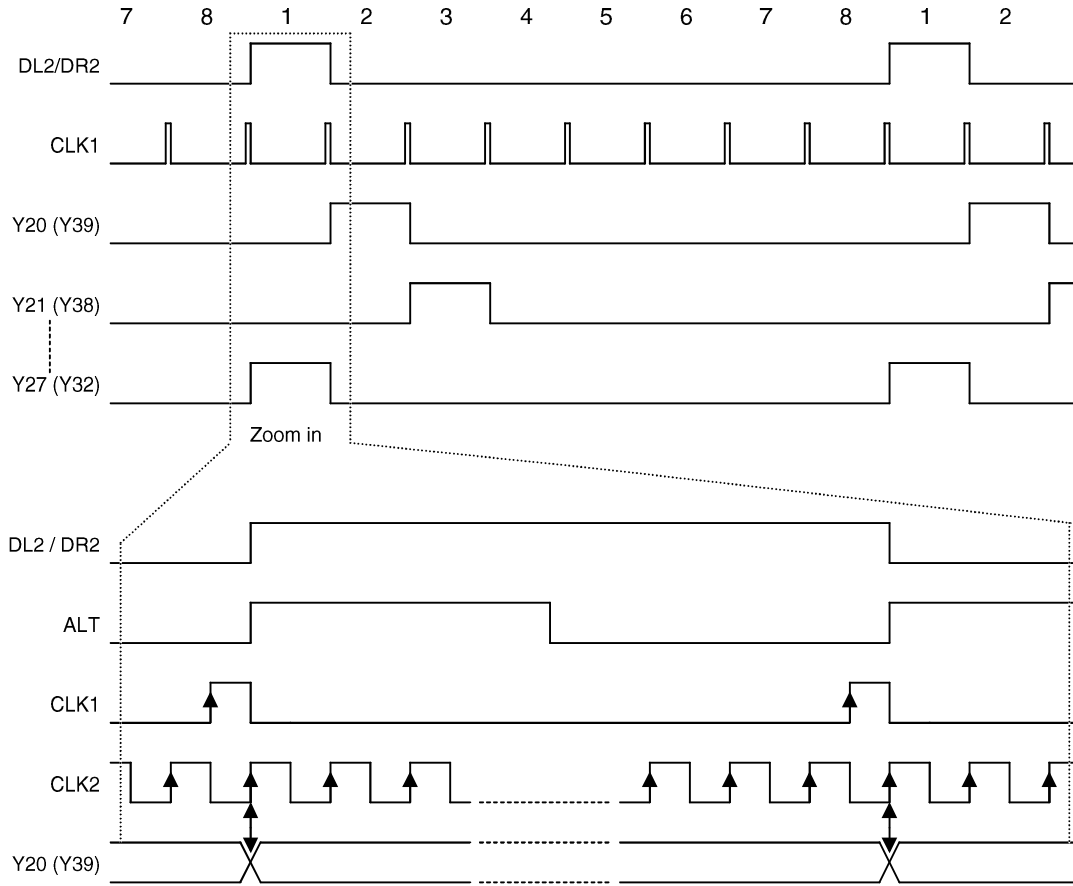 7 8 1 2 3 4 5 6 7 8 1 2
DL2/DR2
CLK1
Y20 (Y39)
Y21 (Y38)
Y27 (Y32)
Zoom in
DL2 / DR2
ALT
CLK1
CLK2
Y20 (Y39)